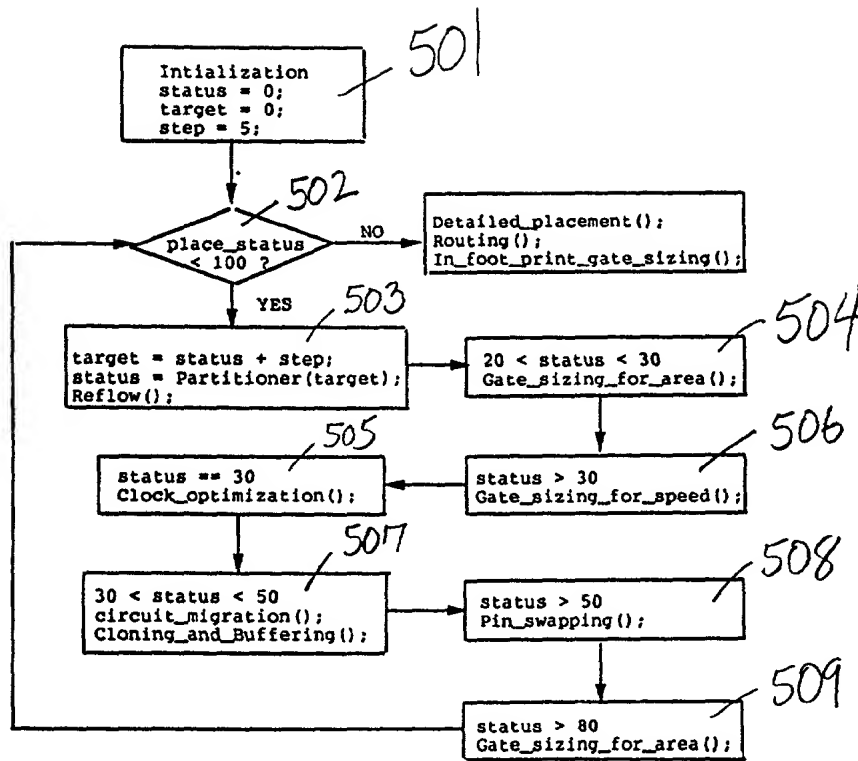 Intialization
status = 0;
target = 0;
step = 5;
501
502
place_status
< 100 ?
NO
Detailed_placement();
Routing();
In_foot_print_gate_sizing();
YES
503
target = status + step;
status = Partitioner(target);
Reflow();
504
20 < status < 30
Gate_sizing_for_area();
505
status == 30
Clock_optimization();
506
status > 30
Gate_sizing_for_speed();
507
30 < status < 50
circuit_migration();
Cloning_and_Buffering();
508
status > 50
Pin_swapping();
509
status > 80
Gate_sizing_for_area();